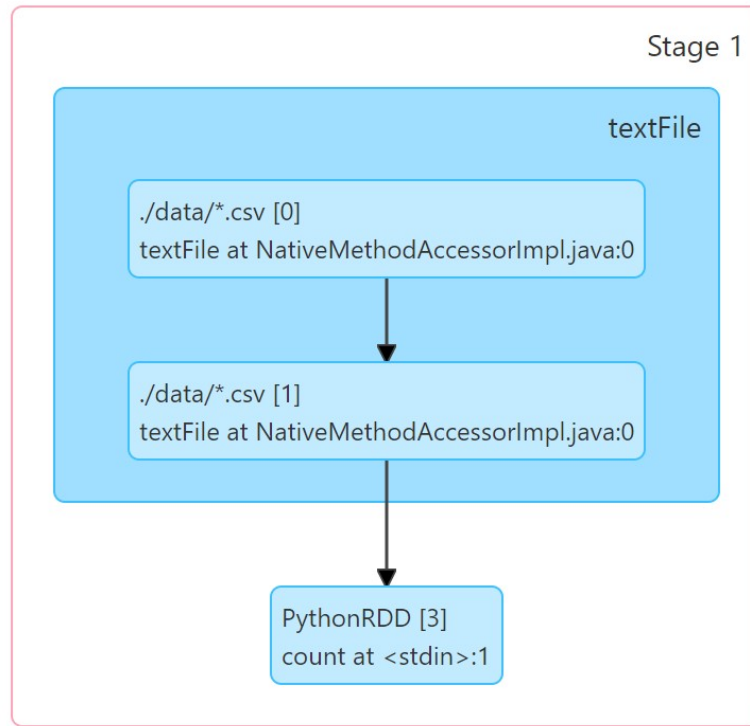 Stage 1
textFile
./data/*.csv [0]
textFile at NativeMethodAccessorImpl.java:0
./data/*.csv [1]
textFile at NativeMethodAccessorImpl.java:0
PythonRDD [3]
count at <stdin>:1